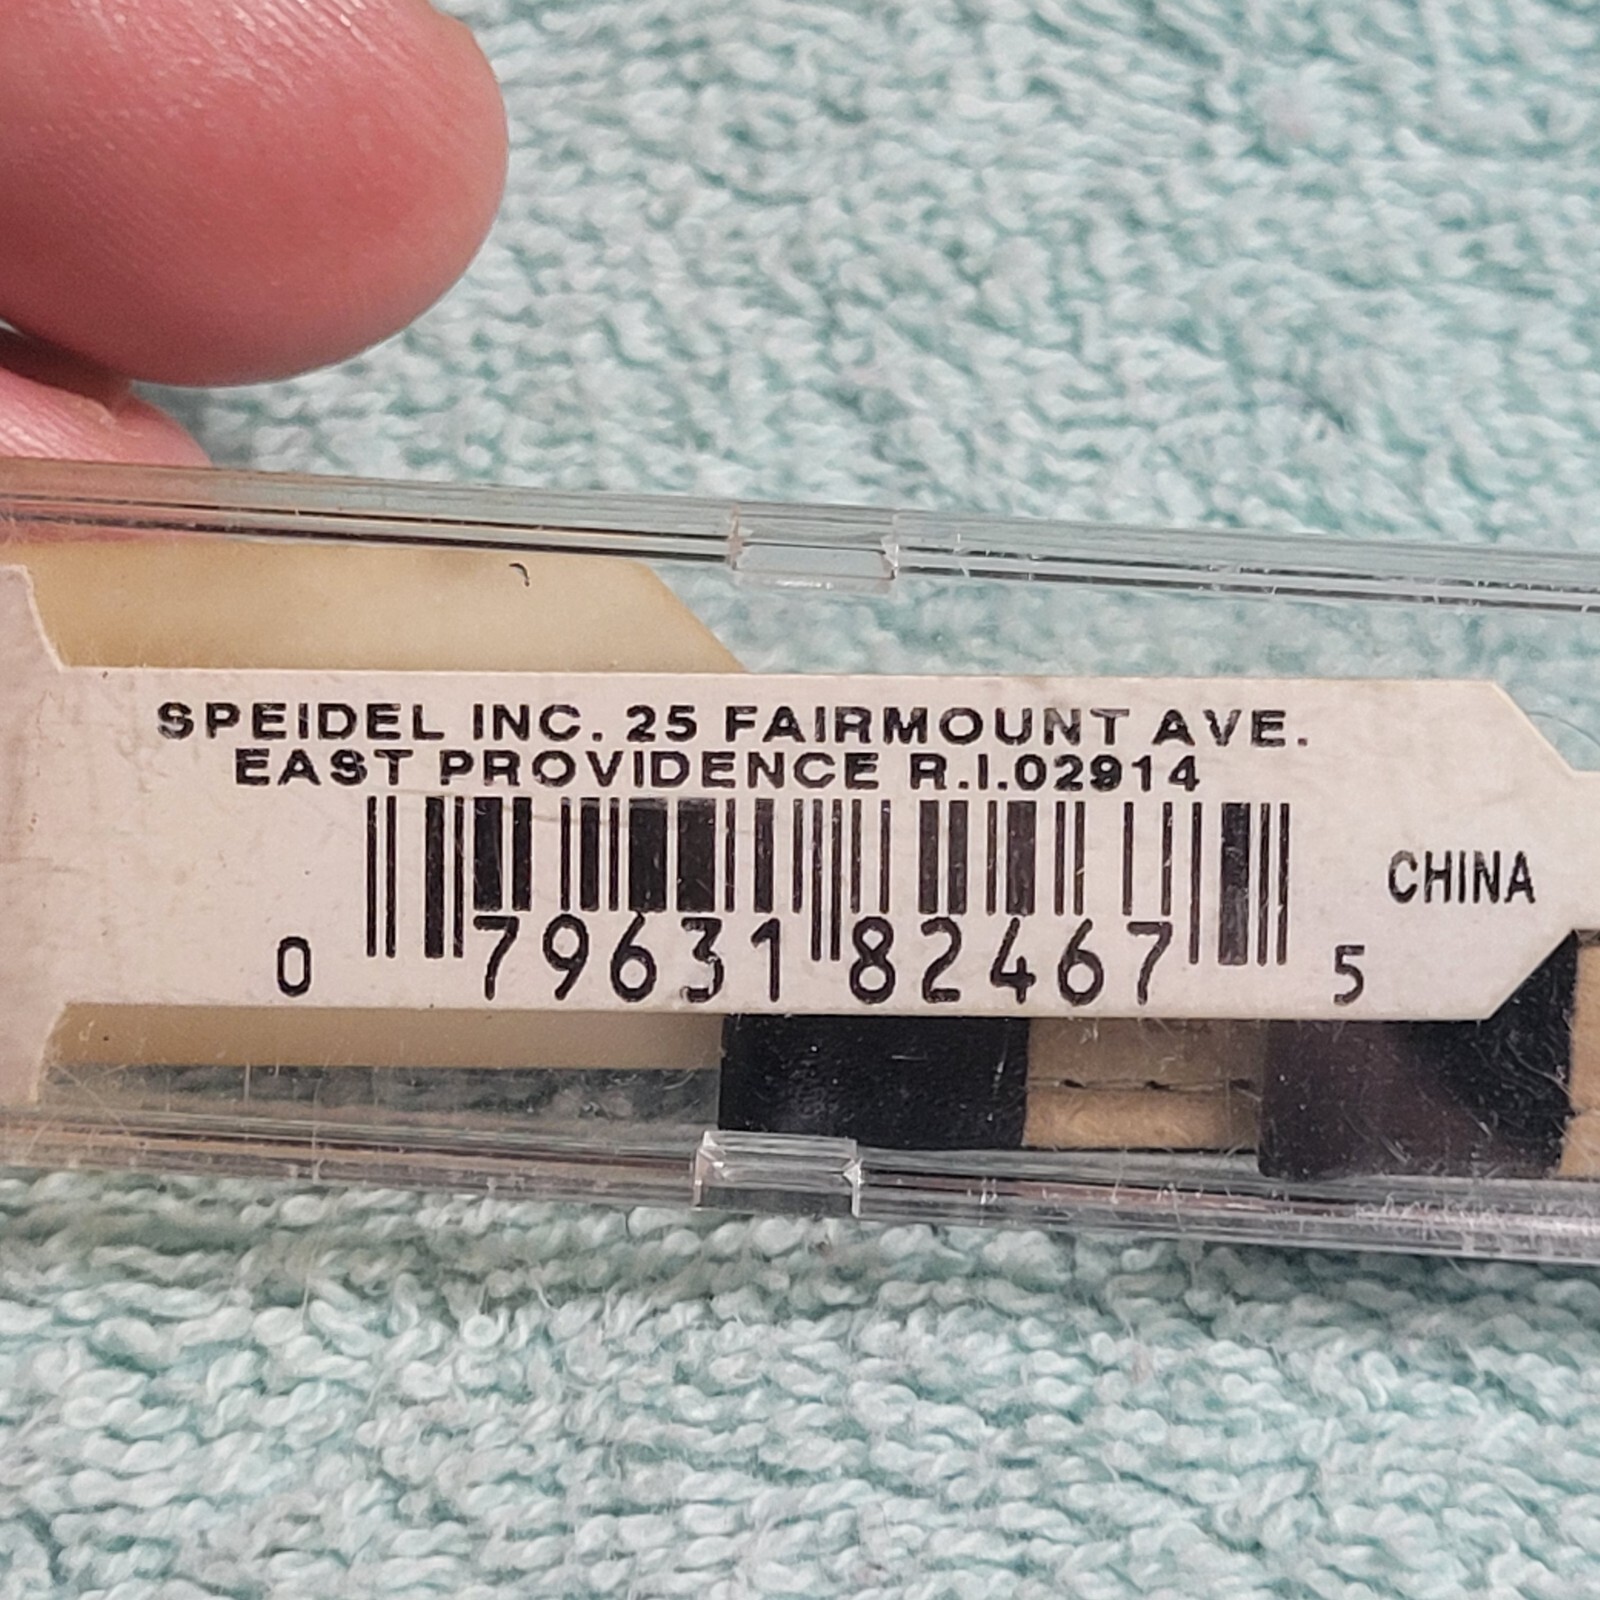 SPEIDEL INC. 25 FAIRMOUNT AVE.
EAST PROVIDENCE R.I.02914
0 79631 82467 5
CHINA